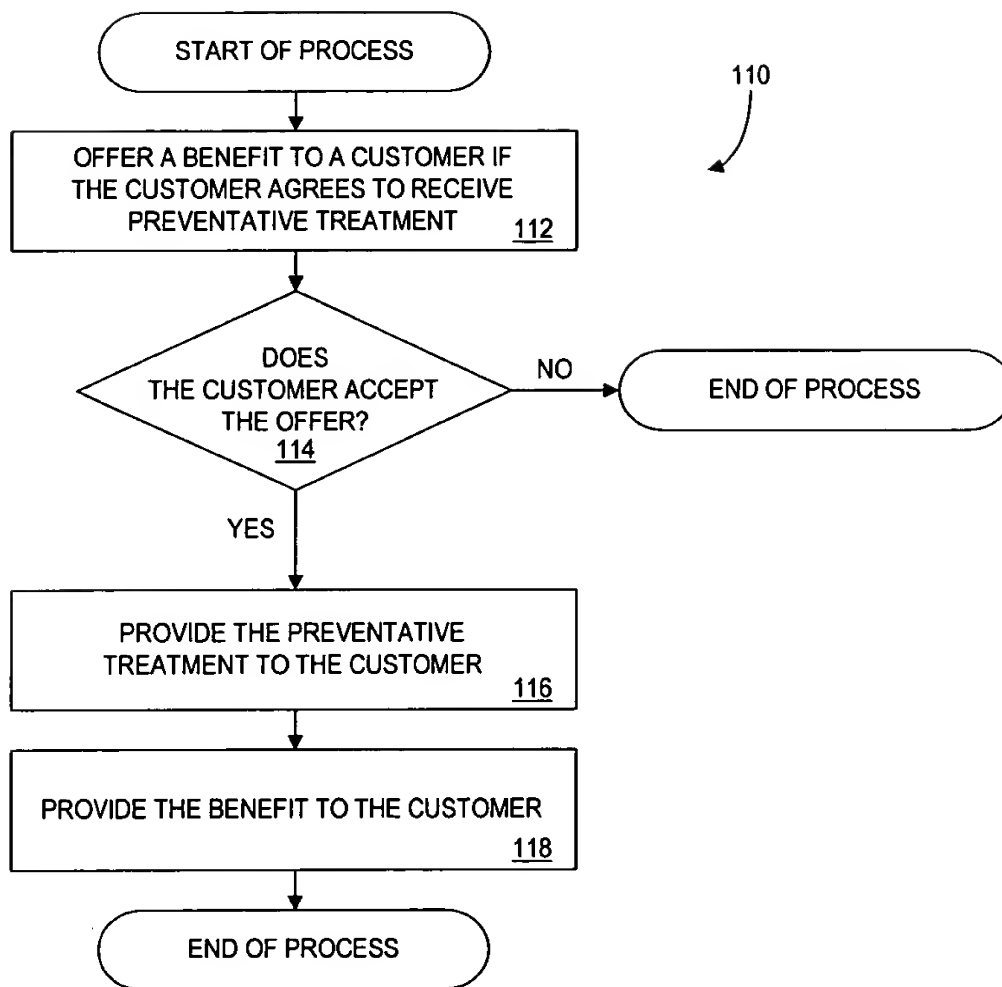 START OF PROCESS
110
OFFER A BENEFIT TO A CUSTOMER IF
THE CUSTOMER AGREES TO RECEIVE
PREVENTATIVE TREATMENT
112
DOES
THE CUSTOMER ACCEPT
THE OFFER?
114
NO
END OF PROCESS
YES
PROVIDE THE PREVENTATIVE
TREATMENT TO THE CUSTOMER
116
PROVIDE THE BENEFIT TO THE CUSTOMER
118
END OF PROCESS